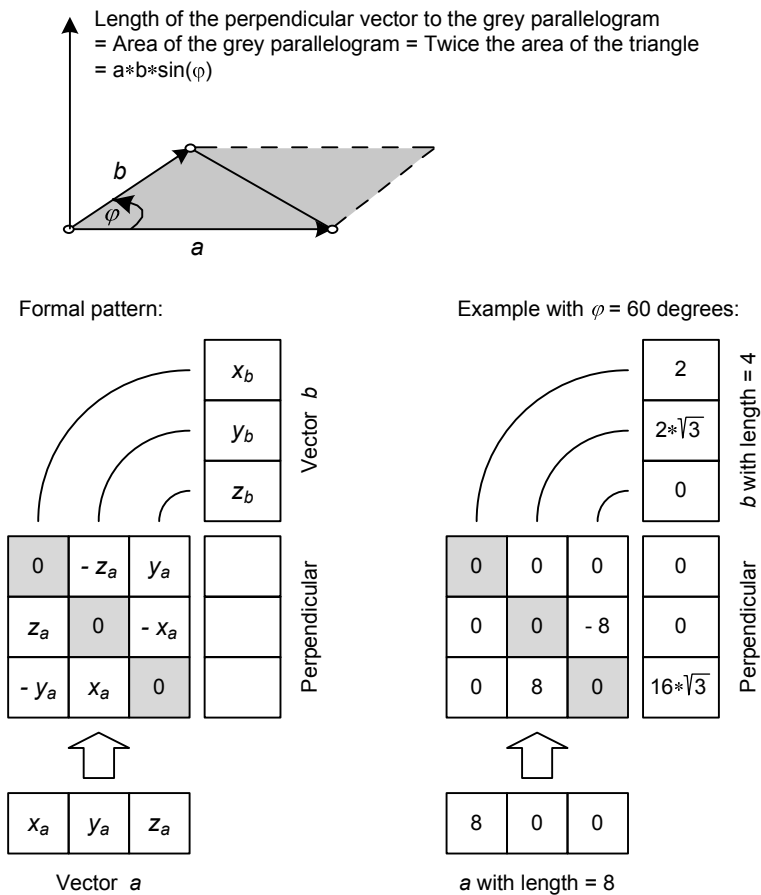 Length of the perpendicular vector to the grey parallelogram
= Area of the grey parallelogram = Twice the area of the triangle
= a*b*sin(φ)
b
φ
a
Formal pattern:
x_b
y_b
z_b
Vector b
0 - z_a y_a
z_a 0 - x_a
- y_a x_a 0
Perpendicular
x_a y_a z_a
Vector a
Example with φ = 60 degrees:
2
2*√3
0
b with length = 4
0 0 0 0
0 0 - 8 0
0 8 0 16*√3
Perpendicular
8 0 0
a with length = 8